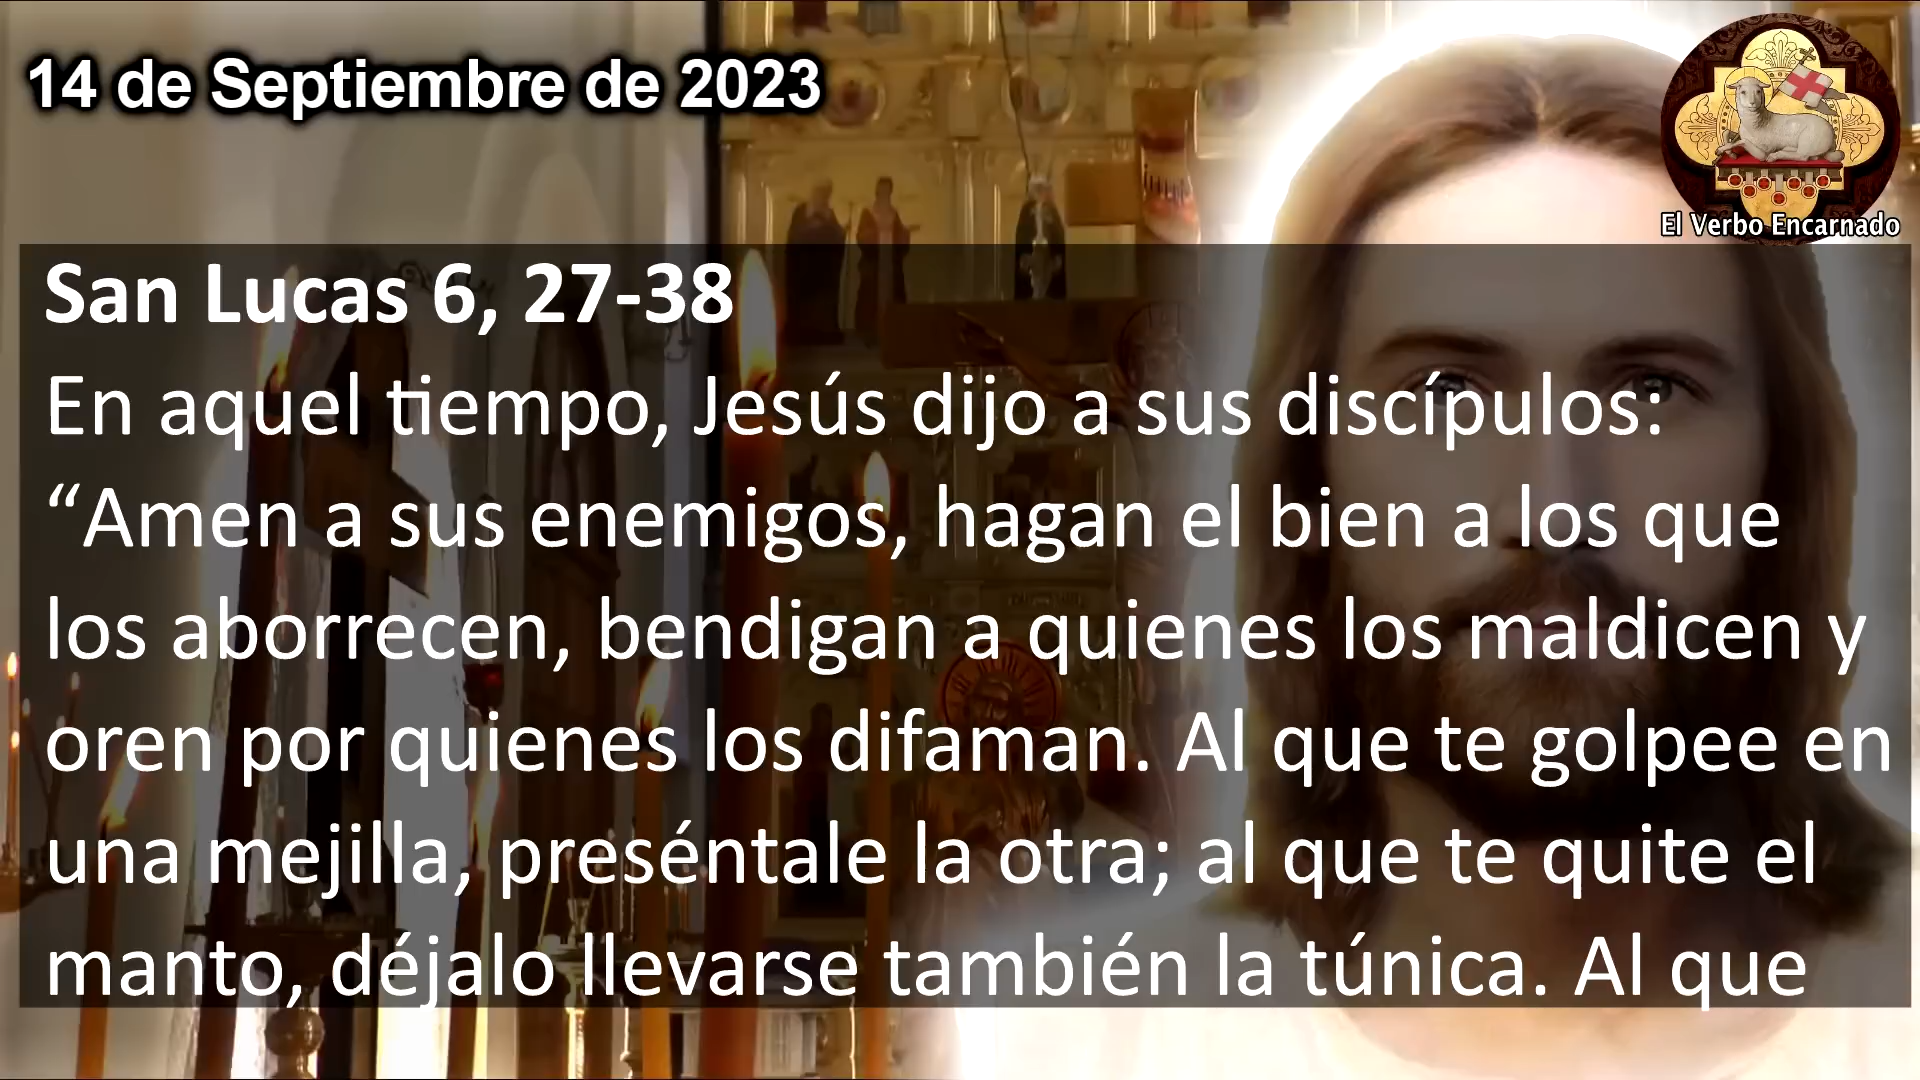 14 de Septiembre de 2023
El Verbo Encarnado
San Lucas 6, 27-38
En aquel tiempo, Jesús dijo a sus discípulos:
“Amen a sus enemigos, hagan el bien a los que
los aborrecen, bendigan a quienes los maldicen y
oren por quienes los difaman. Al que te golpee en
una mejilla, preséntale la otra; al que te quite el
manto, déjalo llevarse también la túnica. Al que